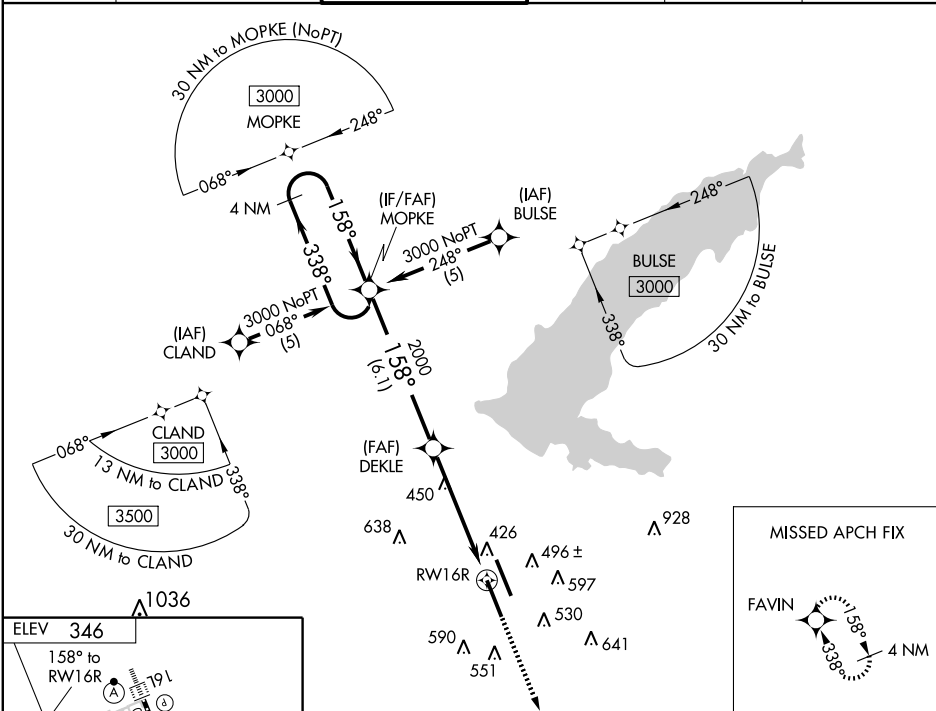 30 NM to MOPKE (NoPT)
3000
MOPKE
248°
068°
4 NM
158°
338°
(IF/FAF)
MOPKE
(IAF)
BULSE
3000 NoPT
248°
(5)
248°
BULSE
3000
338°
30 NM to BULSE
3000 NoPT
068°
(5)
(IAF)
CLAND
2000
158°
(6.1)
068°
CLAND
3000
13 NM to CLAND
338°
3500
30 NM to CLAND
(FAF)
DEKLE
450
638
426
496 ±
928
597
RW16R
530
641
590
551
1036
MISSED APCH FIX
FAVIN
158°
338°
4 NM
ELEV 346
158° to
RW16R
A
16L
P